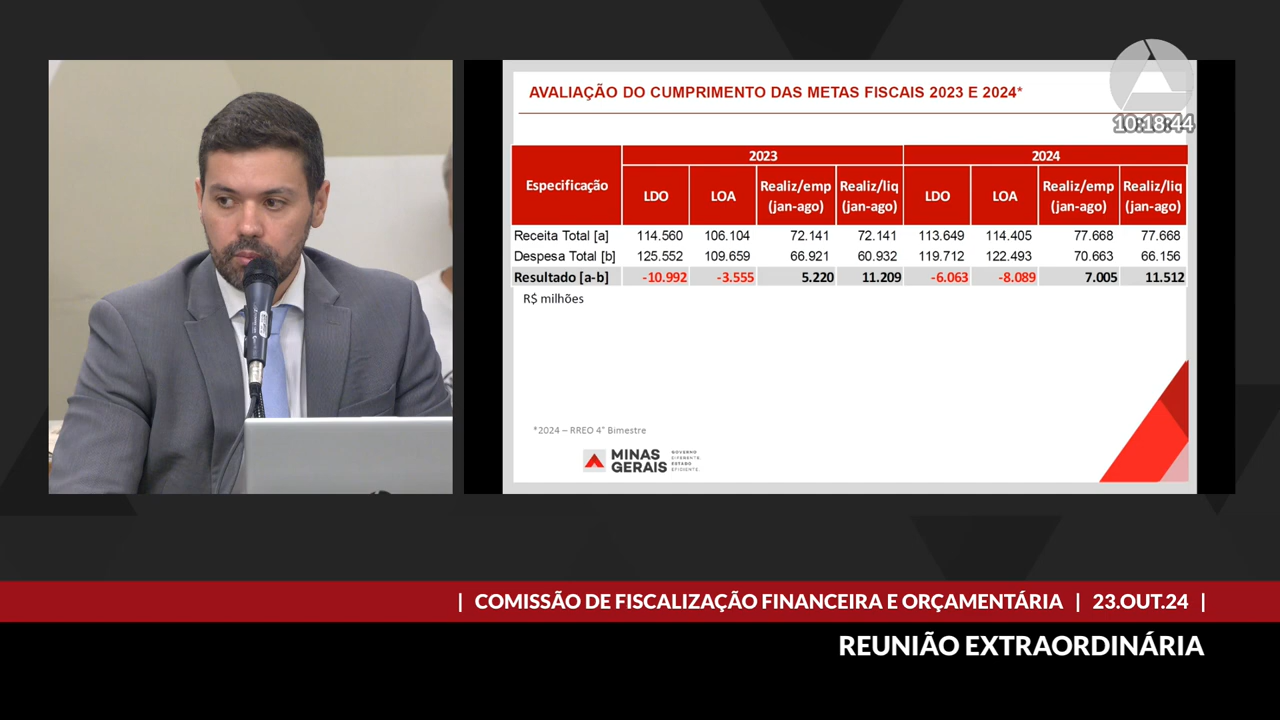 10:18:44
AVALIAÇÃO DO CUMPRIMENTO DAS METAS FISCAIS 2023 E 2024*
Especificação 2023 2024
LDO LOA Realiz/emp (jan-ago) Realiz/liq (jan-ago) LDO LOA Realiz/emp (jan-ago) Realiz/liq (jan-ago)
Receita Total [a] 114.560 106.104 72.141 72.141 113.649 114.405 77.668 77.668
Despesa Total [b] 125.552 109.659 66.921 60.932 119.712 122.493 70.663 66.156
Resultado [a-b] -10.992 -3.555 5.220 11.209 -6.063 -8.089 7.005 11.512
R$ milhões
*2024 – RREO 4° Bimestre
MINAS
GERAIS
GOVERNO
DIFERENTE.
ESTADO
EFICIENTE.
| COMISSÃO DE FISCALIZAÇÃO FINANCEIRA E ORÇAMENTÁRIA | 23.OUT.24 |
REUNIÃO EXTRAORDINÁRIA